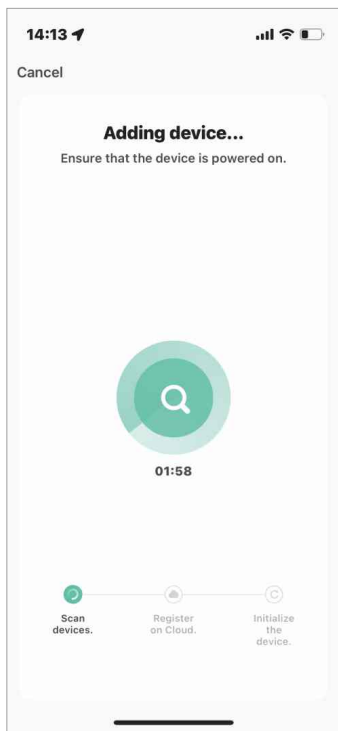 14:13
Cancel
Adding device...
Ensure that the device is powered on.
01:58
Scan
devices.
Register
on Cloud.
Initialize
the
device.